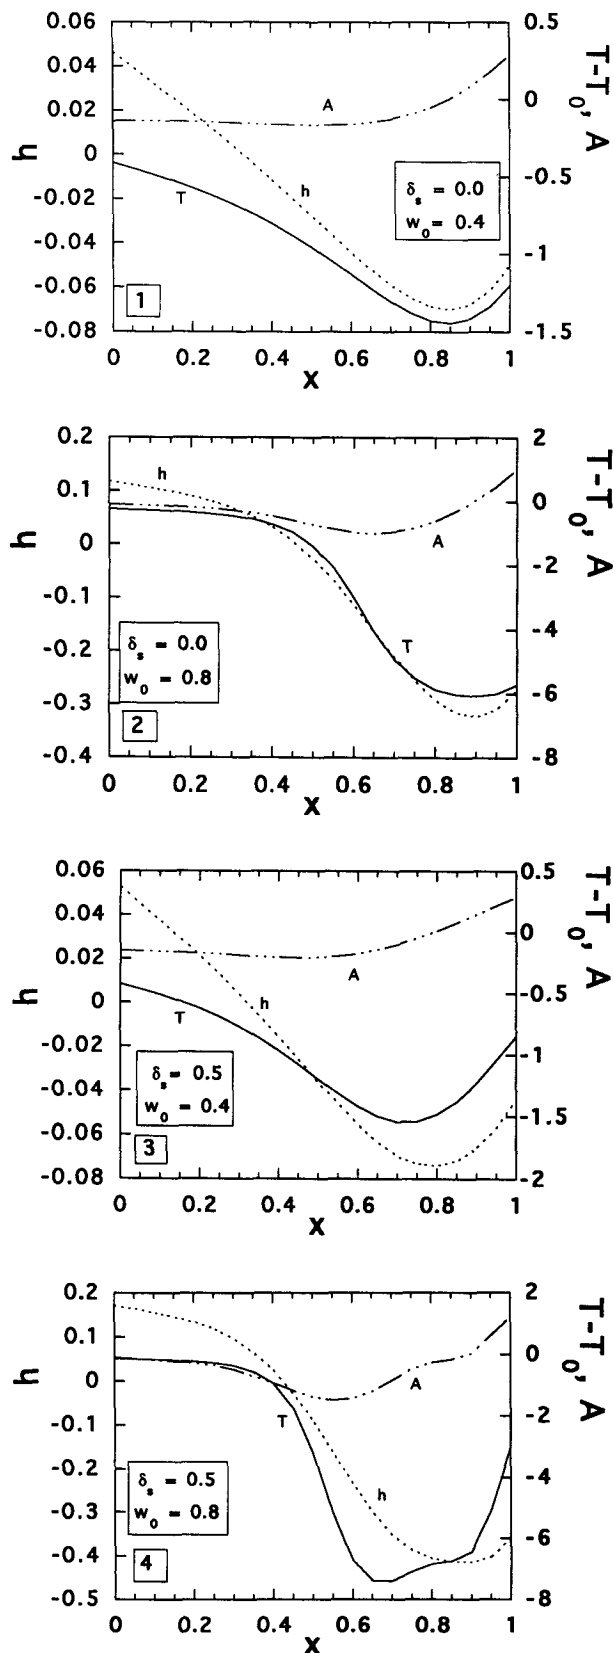 0.06
0.04
0.02
0
-0.02
-0.04
-0.06
-0.08
h
0.5
0
-0.5
-1
-1.5
T-T0, A
A
h
T
δs = 0.0
w0= 0.4
1
0 0.2 0.4 0.6 0.8 1
X
0.2
0.1
0
-0.1
-0.2
-0.3
-0.4
h
2
0
-2
-4
-6
-8
T-T0, A
h
A
T
δs = 0.0
w0 = 0.8
2
0 0.2 0.4 0.6 0.8 1
X
0.06
0.04
0.02
0
-0.02
-0.04
-0.06
-0.08
h
0.5
0
-0.5
-1
-1.5
-2
T-T0, A
A
h
T
δs= 0.5
w0 = 0.4
3
0 0.2 0.4 0.6 0.8 1
X
0.2
0.1
0
-0.1
-0.2
-0.3
-0.4
-0.5
h
2
0
-2
-4
-6
-8
T-T0, A
A
T
h
δs = 0.5
w0 = 0.8
4
0 0.2 0.4 0.6 0.8 1
X